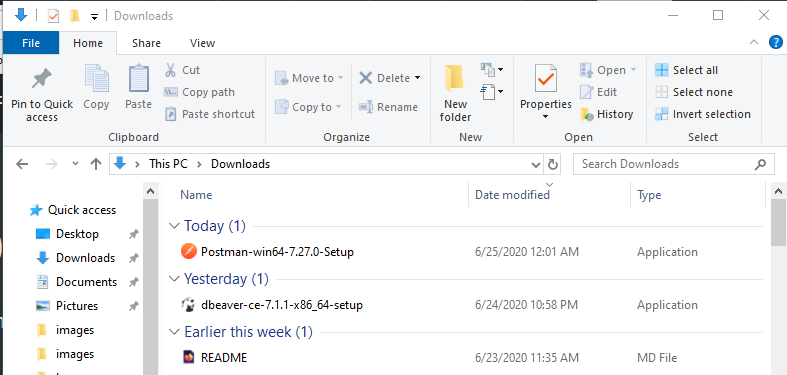 Downloads
File Home Share View
Pin to Quick access
Copy
Paste
Cut
Copy path
Paste shortcut
Clipboard
Move to
Copy to
Delete
Rename
Organize
New folder
New
Properties
Open
Edit
History
Open
Select all
Select none
Invert selection
Select
This PC > Downloads
Search Downloads
Quick access
Desktop
Downloads
Documents
Pictures
images
images
Name Date modified Type
Today (1)
Postman-win64-7.27.0-Setup 6/25/2020 12:01 AM Application
Yesterday (1)
dbeaver-ce-7.1.1-x86_64-setup 6/24/2020 10:58 PM Application
Earlier this week (1)
README 6/23/2020 11:35 AM MD File